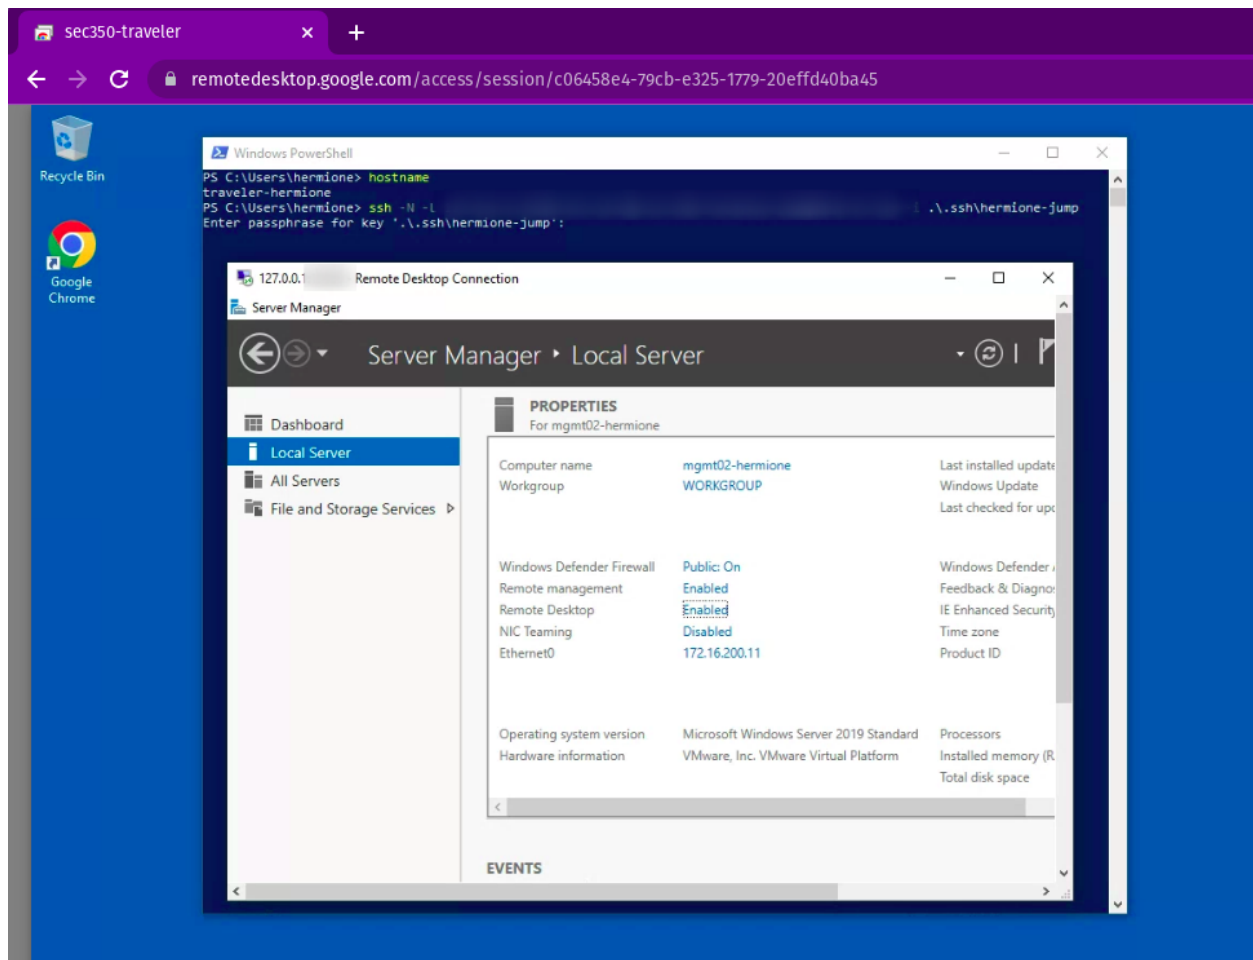 sec350-traveler
remotedesktop.google.com/access/session/c06458e4-79cb-e325-1779-20effd40ba45
Recycle Bin
Google
Chrome
Windows PowerShell
PS C:\Users\hermione> hostname
traveler-hermione
PS C:\Users\hermione> ssh -N -L .\.ssh\hermione-jump
Enter passphrase for key '.\.ssh\hermione-jump':
127.0.0.1 Remote Desktop Connection
Server Manager
Server Manager ‣ Local Server
Dashboard
Local Server
All Servers
File and Storage Services
PROPERTIES
For mgmt02-hermione
Computer name mgmt02-hermione Last installed update
Workgroup WORKGROUP Windows Update
Last checked for upd
Windows Defender Firewall Public: On Windows Defender
Remote management Enabled Feedback & Diagnos
Remote Desktop Enabled IE Enhanced Security
NIC Teaming Disabled Time zone
Ethernet0 172.16.200.11 Product ID
Operating system version Microsoft Windows Server 2019 Standard Processors
Hardware information VMware, Inc. VMware Virtual Platform Installed memory (R
Total disk space
EVENTS